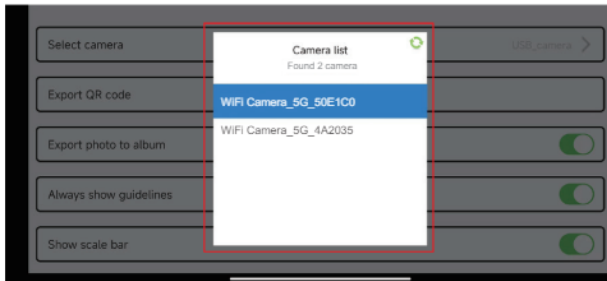 Select camera
USB_camera
Camera list
Found 2 camera
Export QR code
WiFi Camera_5G_50E1C0
WiFi Camera_5G_4A2035
Export photo to album
Always show guidelines
Show scale bar